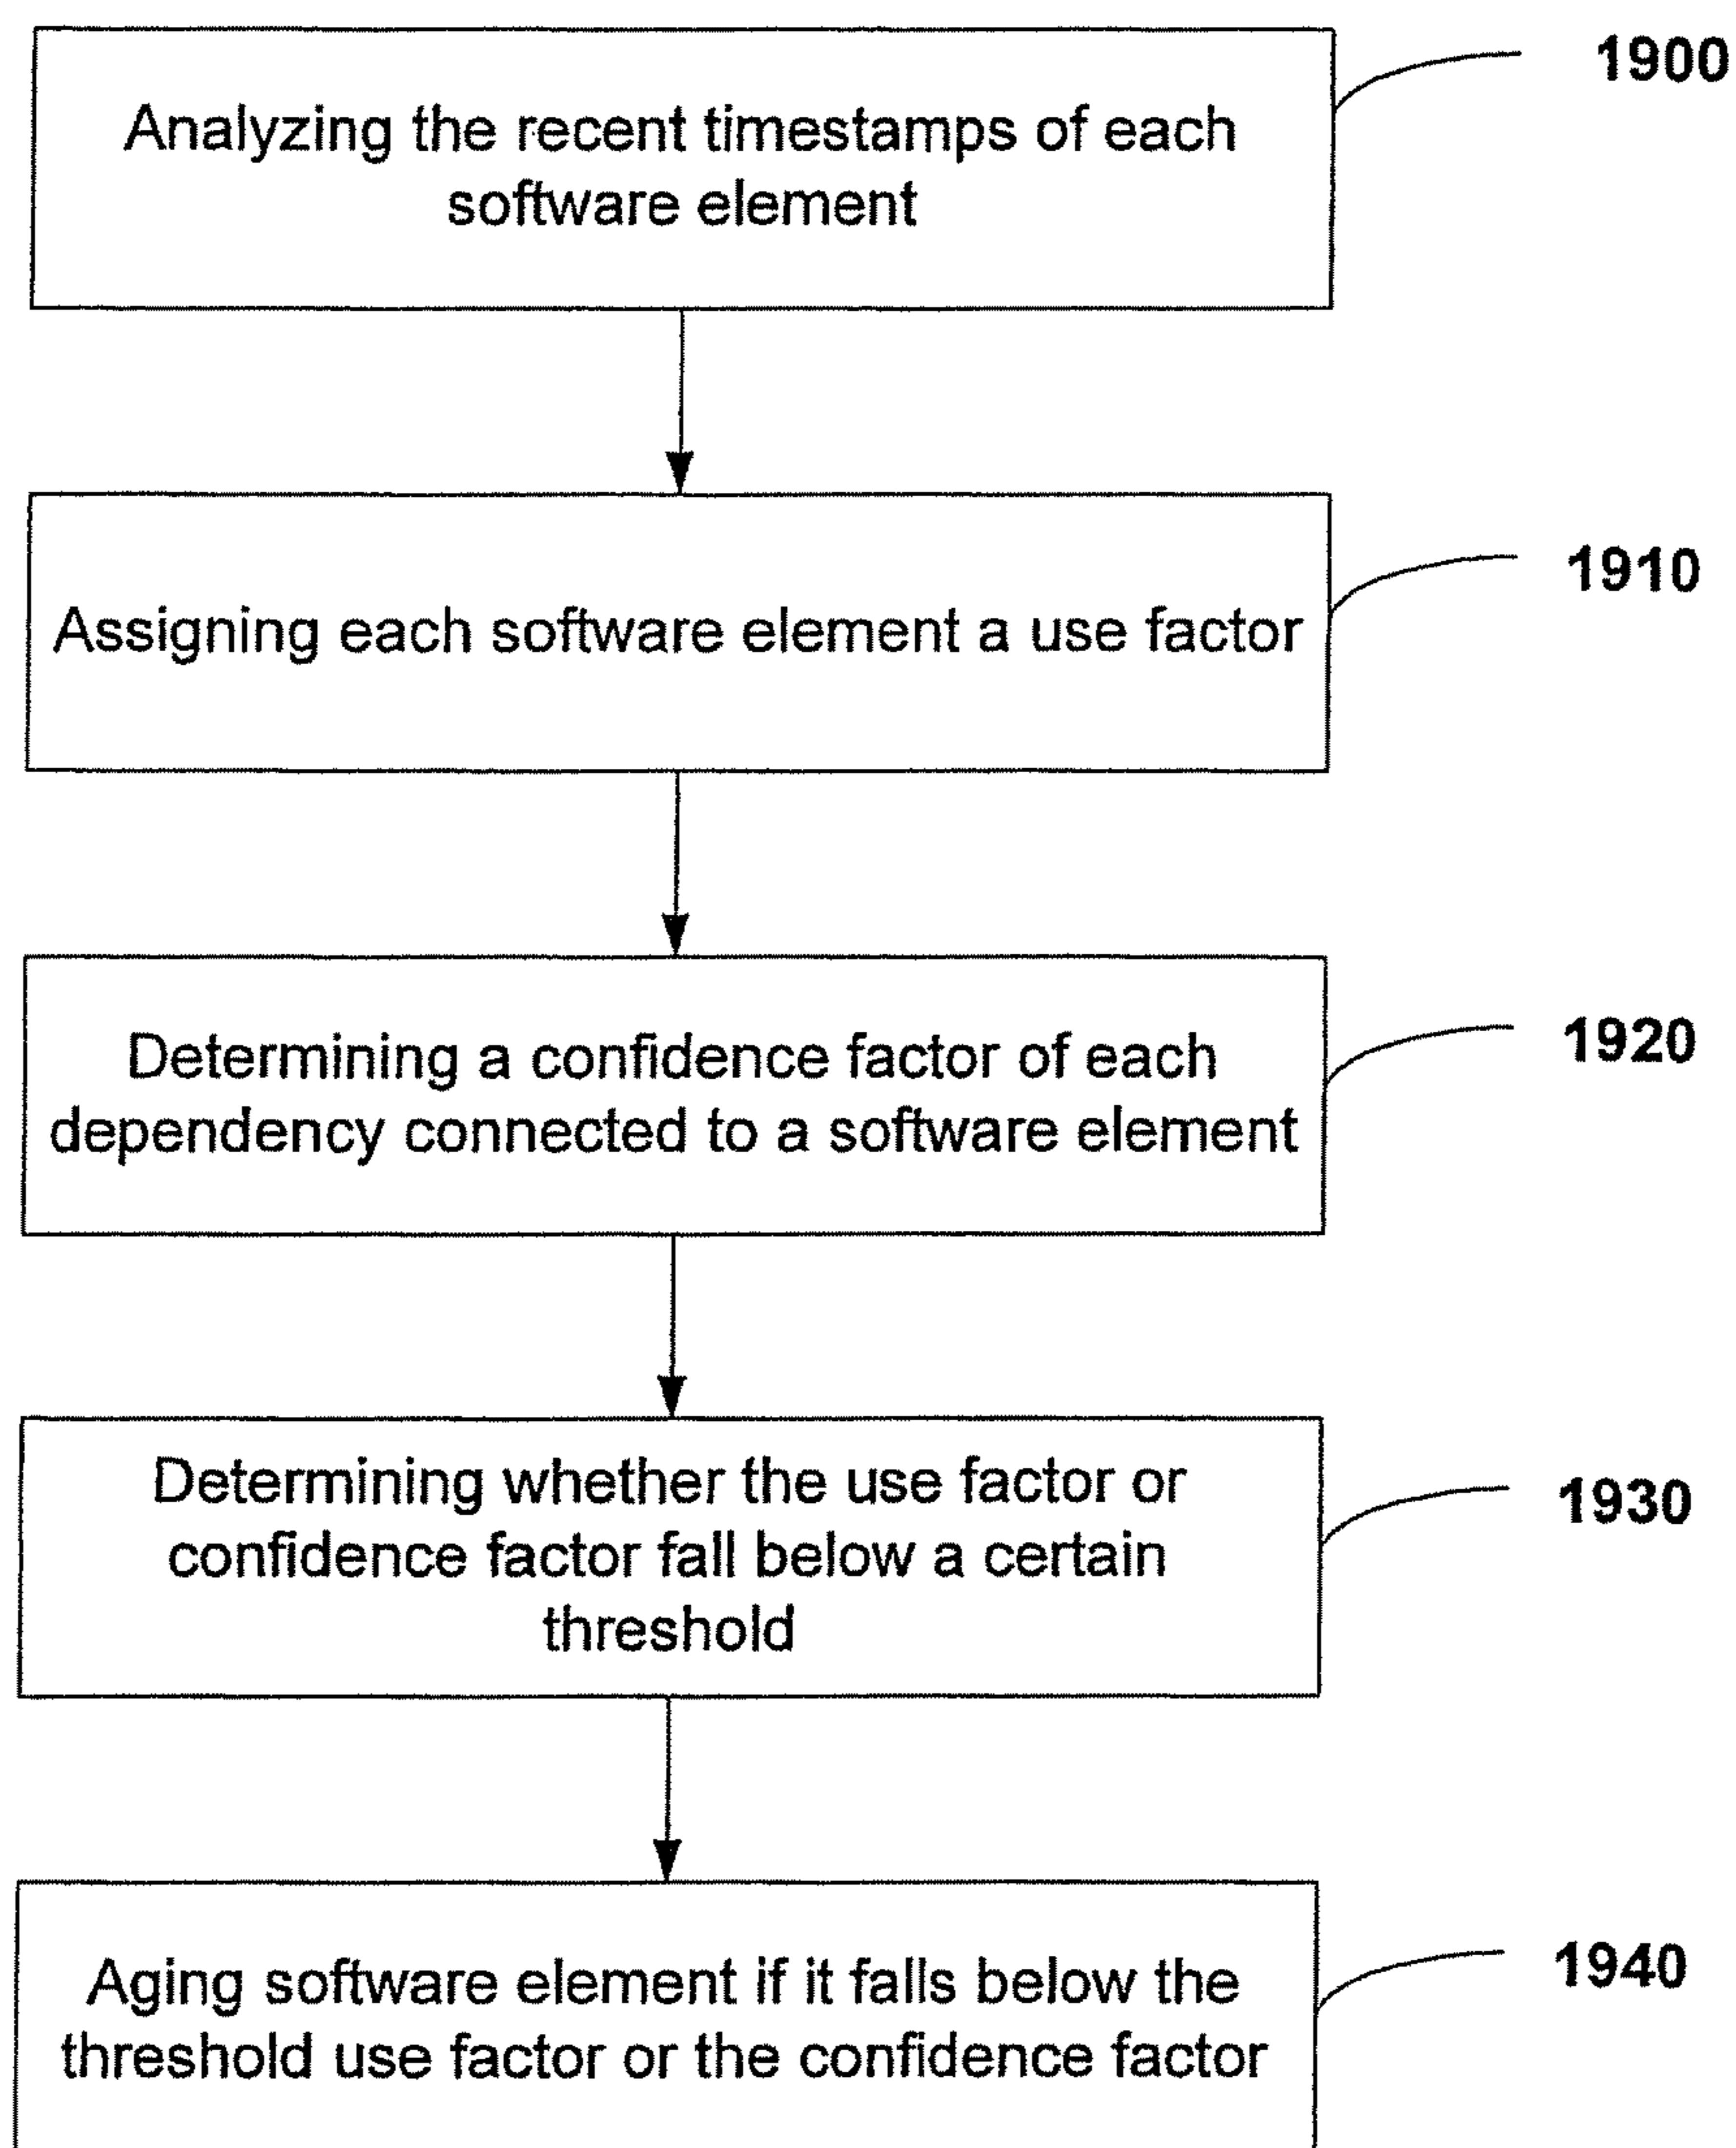 1900
Analyzing the recent timestamps of each
software element
1910
Assigning each software element a use factor
1920
Determining a confidence factor of each
dependency connected to a software element
1930
Determining whether the use factor or
confidence factor fall below a certain
threshold
1940
Aging software element if it falls below the
threshold use factor or the confidence factor